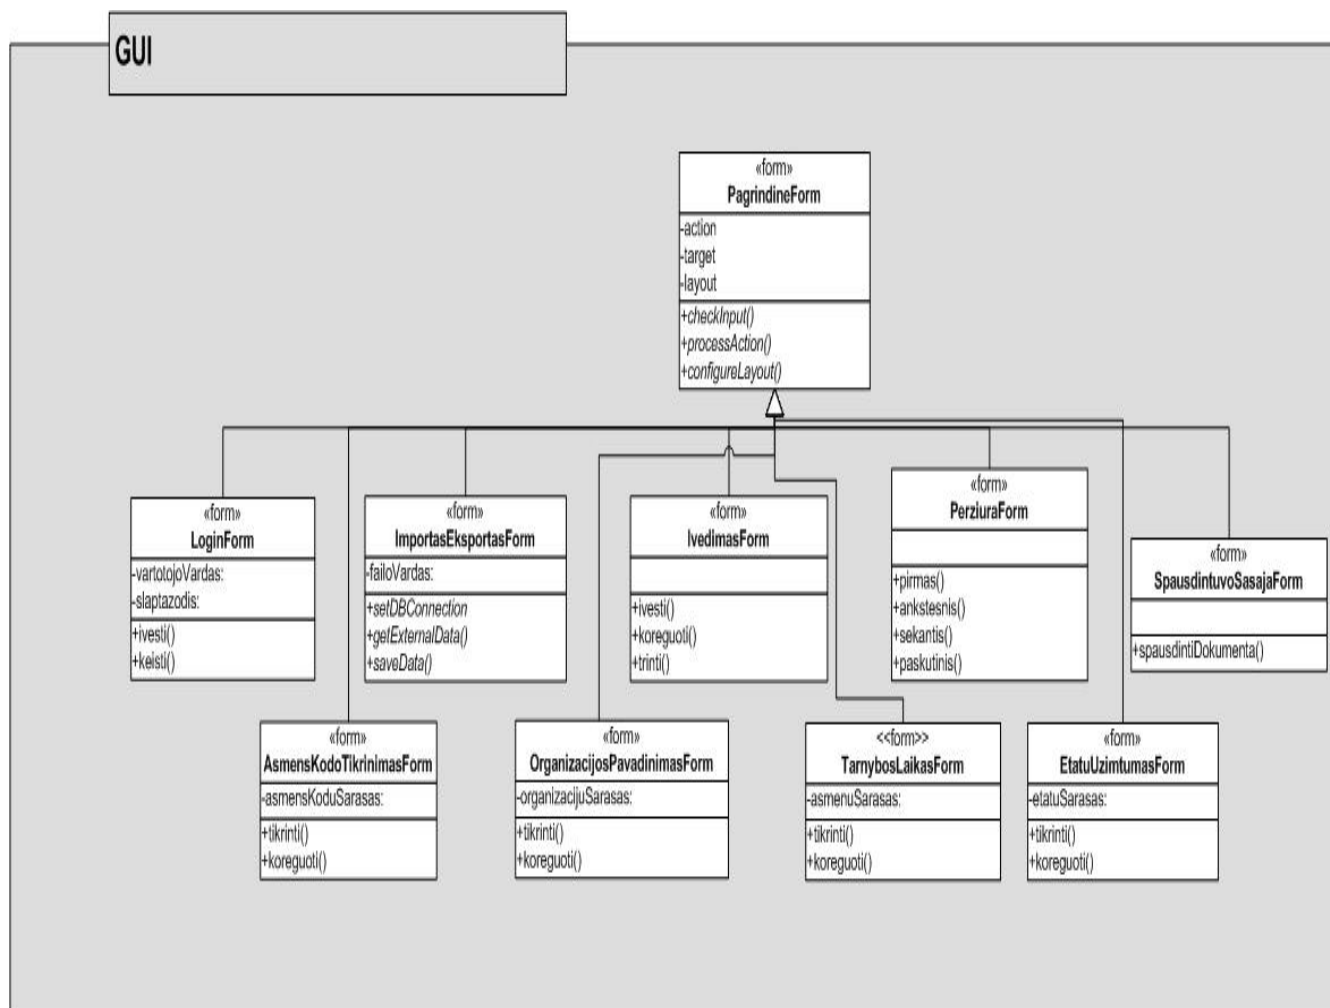 GUI
«form»
PagrindineForm
-action
-target
-layout
+checkInput()
+processAction()
+configureLayout()
«form»
LoginForm
-vartotojoVardas:
-slaptazodis:
+ivesti()
+keisti()
«form»
ImportasEksportasForm
-failoVardas:
+setDBConnection
+getExternalData()
+saveData()
«form»
IvedimasForm
+ivesti()
+koreguoti()
+trinti()
«form»
PerziuraForm
+pirmas()
+ankstesnis()
+sekantis()
+paskutinis()
«form»
SpausdintuvoSasajaForm
+spausdintiDokumenta()
«form»
AsmensKodoTikrinimasForm
-asmensKoduSarasas:
+tikrinti()
+koreguoti()
«form»
OrganizacijosPavadinimasForm
-organizacijuSarasas:
+tikrinti()
+koreguoti()
<<form>>
TarnybosLaikasForm
-asmenuSarasas:
+tikrinti()
+koreguoti()
«form»
EtatuUzimtumasForm
-etatuSarasas:
+tikrinti()
+koreguoti()